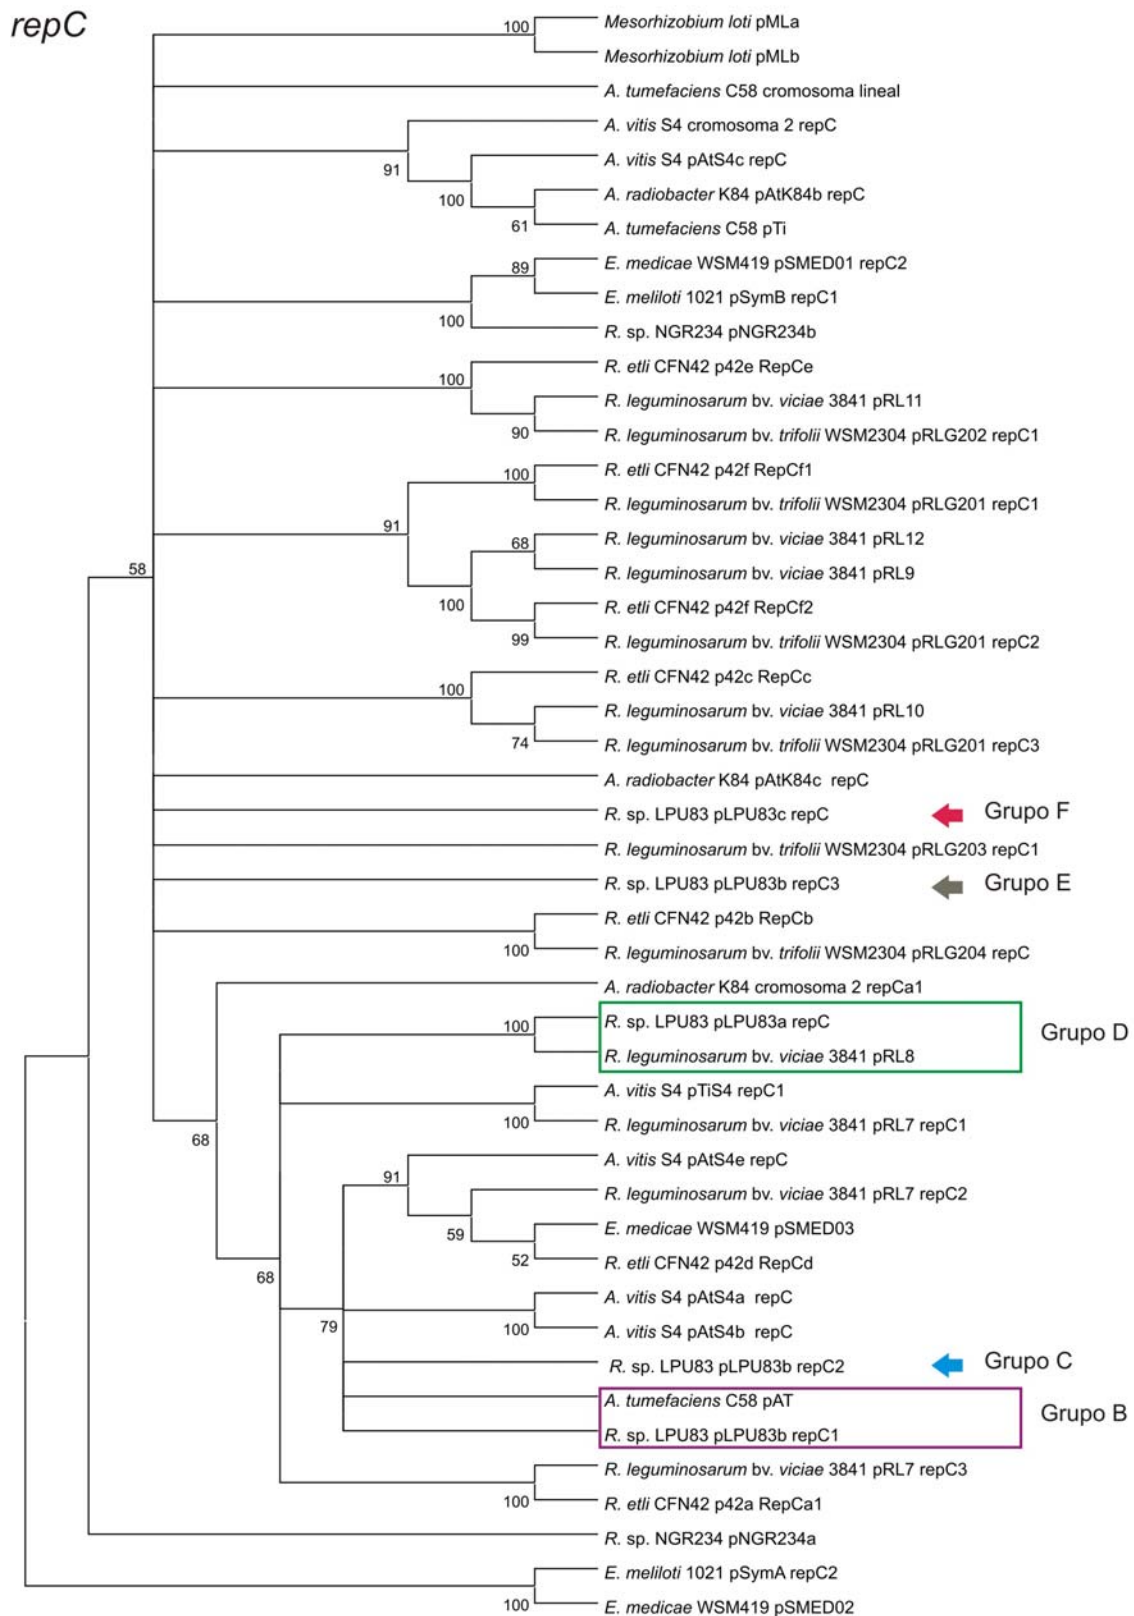 repC
100
Mesorhizobium loti pMLa
Mesorhizobium loti pMLb
A. tumefaciens C58 cromosoma lineal
A. vitis S4 cromosoma 2 repC
91
A. vitis S4 pAtS4c repC
100
A. radiobacter K84 pAtK84b repC
61
A. tumefaciens C58 pTi
89
E. medicae WSM419 pSMED01 repC2
E. meliloti 1021 pSymB repC1
100
R. sp. NGR234 pNGR234b
100
R. etli CFN42 p42e RepCe
R. leguminosarum bv. viciae 3841 pRL11
90
R. leguminosarum bv. trifolii WSM2304 pRLG202 repC1
100
R. etli CFN42 p42f RepCf1
R. leguminosarum bv. trifolii WSM2304 pRLG201 repC1
91
68
R. leguminosarum bv. viciae 3841 pRL12
58
R. leguminosarum bv. viciae 3841 pRL9
100
R. etli CFN42 p42f RepCf2
99
R. leguminosarum bv. trifolii WSM2304 pRLG201 repC2
100
R. etli CFN42 p42c RepCc
R. leguminosarum bv. viciae 3841 pRL10
74
R. leguminosarum bv. trifolii WSM2304 pRLG201 repC3
A. radiobacter K84 pAtK84c repC
R. sp. LPU83 pLPU83c repC
Grupo F
R. leguminosarum bv. trifolii WSM2304 pRLG203 repC1
R. sp. LPU83 pLPU83b repC3
Grupo E
R. etli CFN42 p42b RepCb
100
R. leguminosarum bv. trifolii WSM2304 pRLG204 repC
A. radiobacter K84 cromosoma 2 repCa1
100
R. sp. LPU83 pLPU83a repC
Grupo D
R. leguminosarum bv. viciae 3841 pRL8
A. vitis S4 pTiS4 repC1
100
R. leguminosarum bv. viciae 3841 pRL7 repC1
68
A. vitis S4 pAtS4e repC
91
R. leguminosarum bv. viciae 3841 pRL7 repC2
59
E. medicae WSM419 pSMED03
52
R. etli CFN42 p42d RepCd
68
A. vitis S4 pAtS4a repC
79
100
A. vitis S4 pAtS4b repC
R. sp. LPU83 pLPU83b repC2
Grupo C
A. tumefaciens C58 pAT
Grupo B
R. sp. LPU83 pLPU83b repC1
R. leguminosarum bv. viciae 3841 pRL7 repC3
100
R. etli CFN42 p42a RepCa1
R. sp. NGR234 pNGR234a
E. meliloti 1021 pSymA repC2
100
E. medicae WSM419 pSMED02